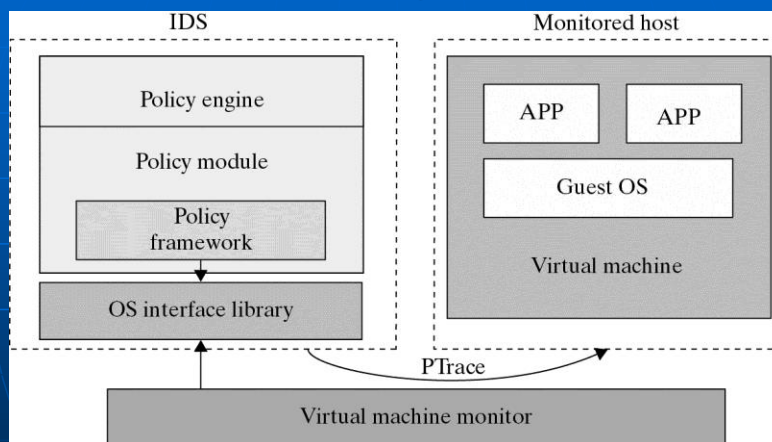 IDS
Monitored host
Policy engine
Policy module
Policy
framework
OS interface library
APP
APP
Guest OS
Virtual machine
PTrace
Virtual machine monitor